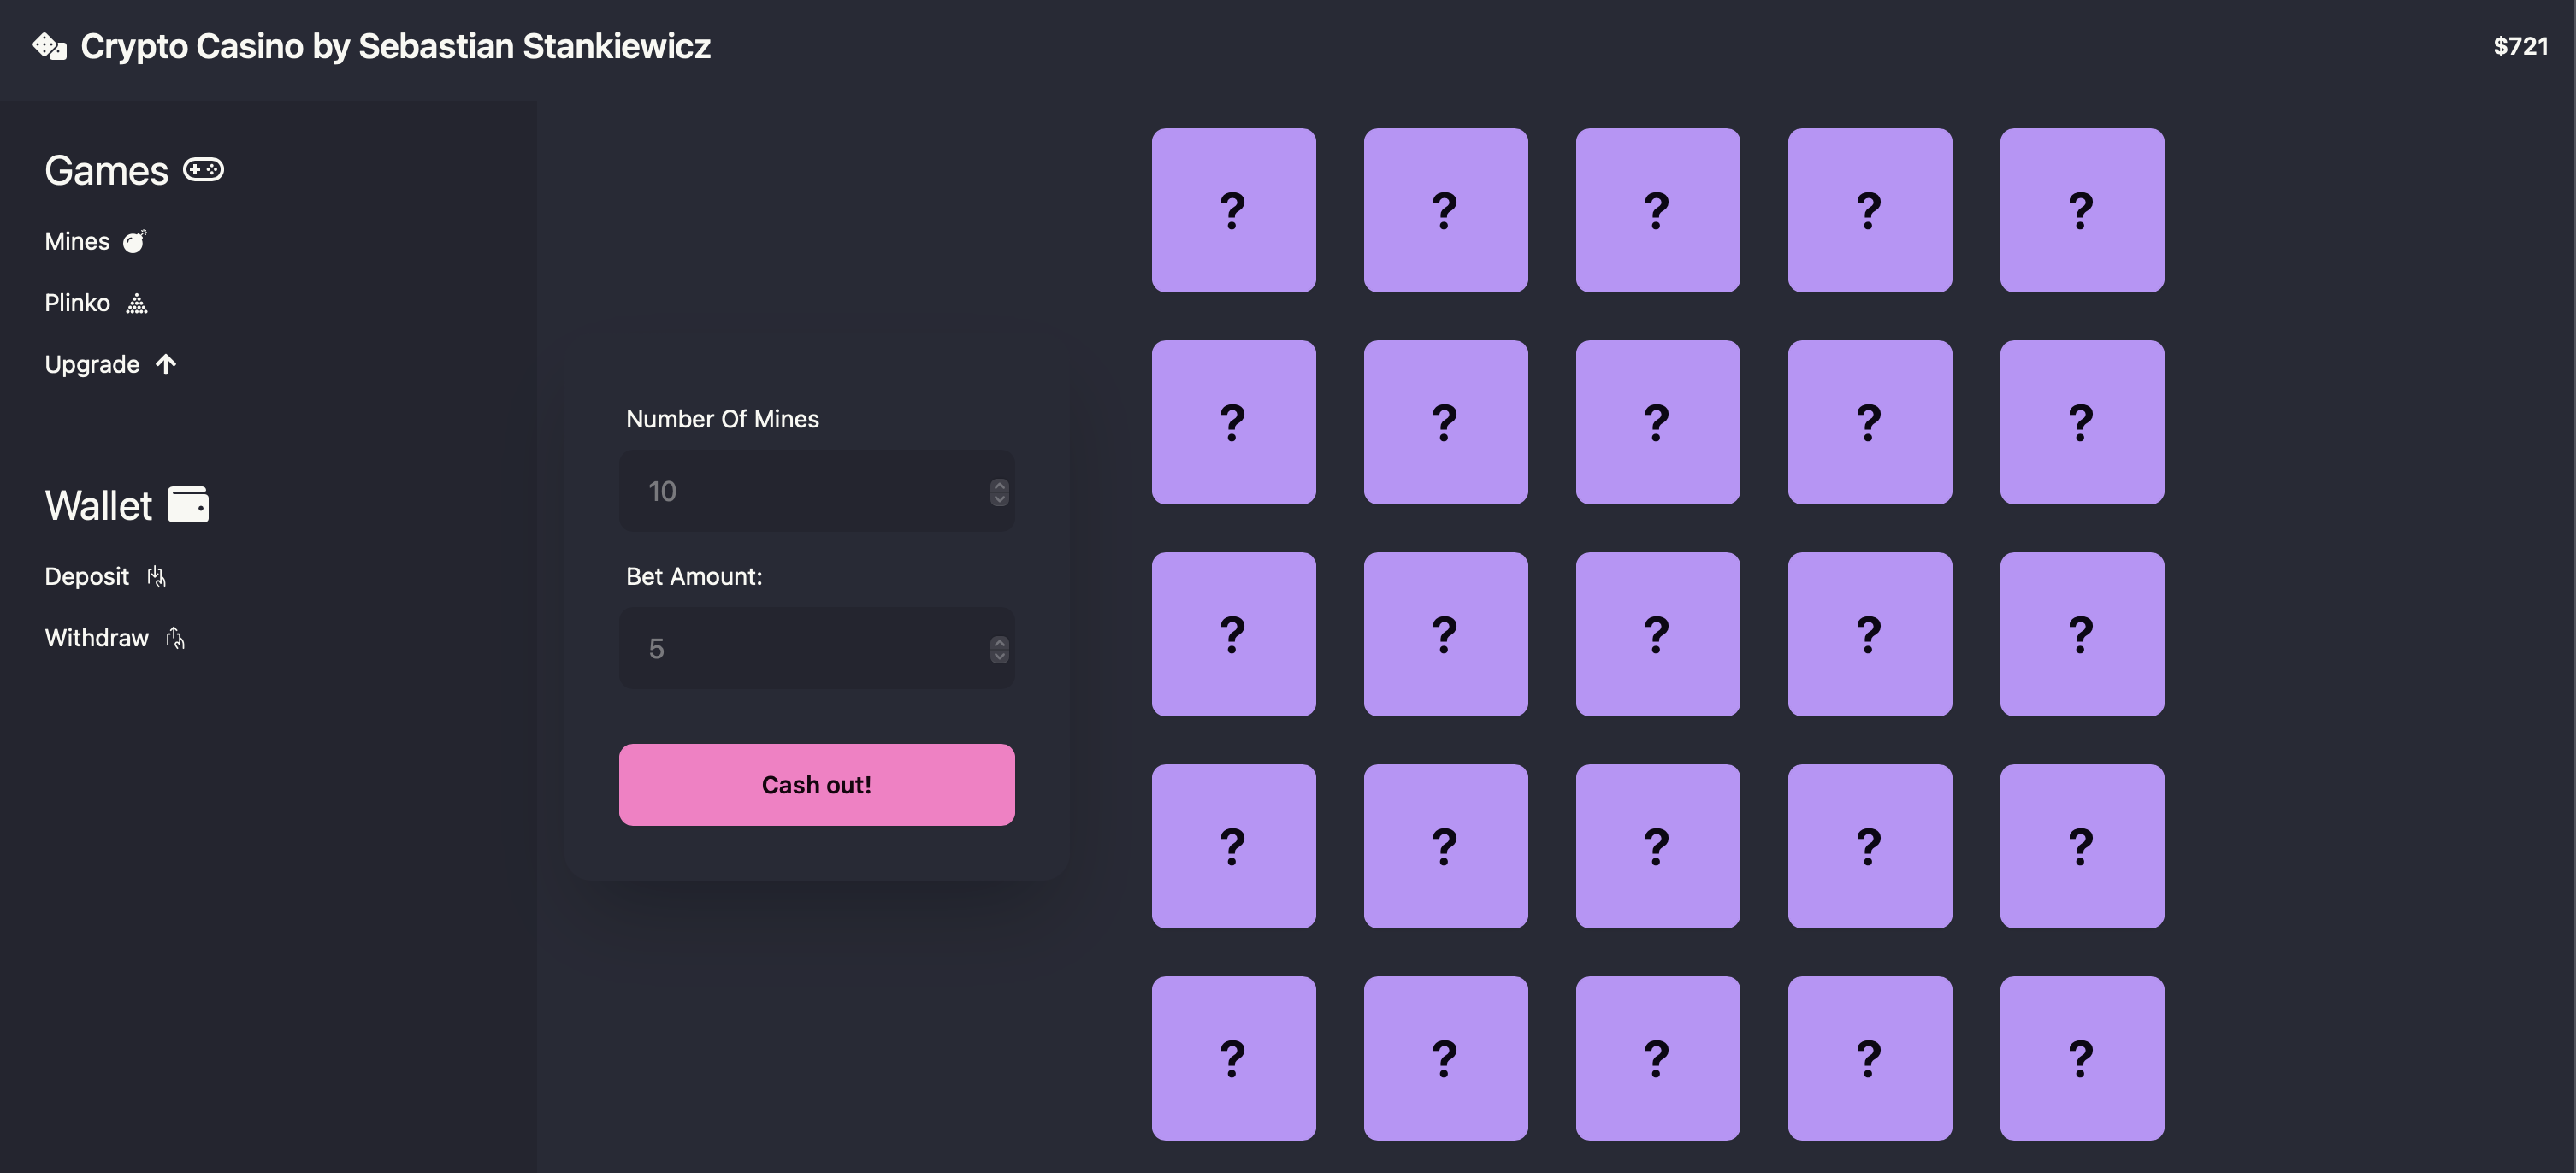 Crypto Casino by Sebastian Stankiewicz
$721
Games
Mines
Plinko
Upgrade
Wallet
Deposit
Withdraw
Number Of Mines
10
Bet Amount:
5
Cash out!
? ? ? ? ?
? ? ? ? ?
? ? ? ? ?
? ? ? ? ?
? ? ? ? ?